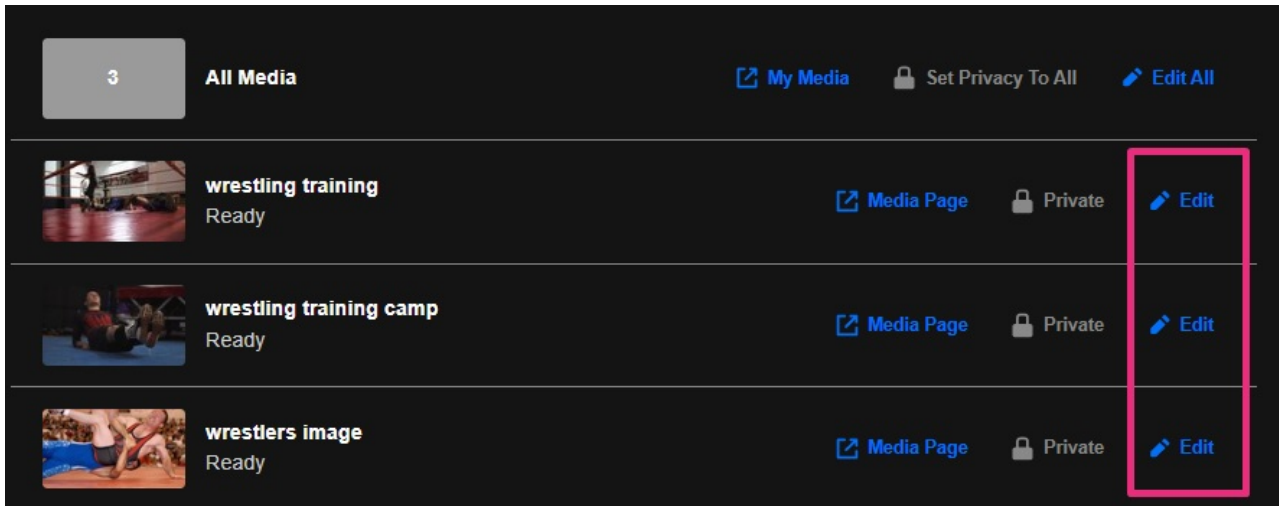 3 All Media My Media Set Privacy To All Edit All
wrestling training
Ready
Media Page Private Edit
wrestling training camp
Ready
Media Page Private Edit
wrestlers image
Ready
Media Page Private Edit